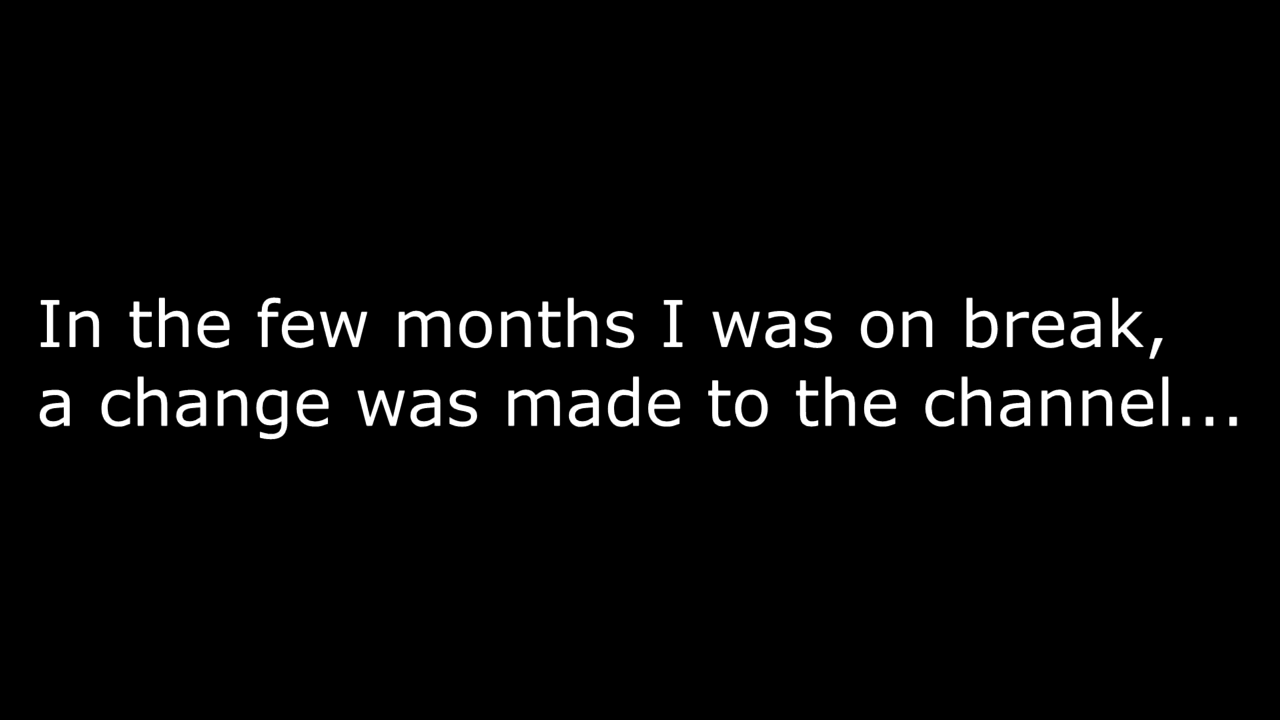 In the few months I was on break,
a change was made to the channel...